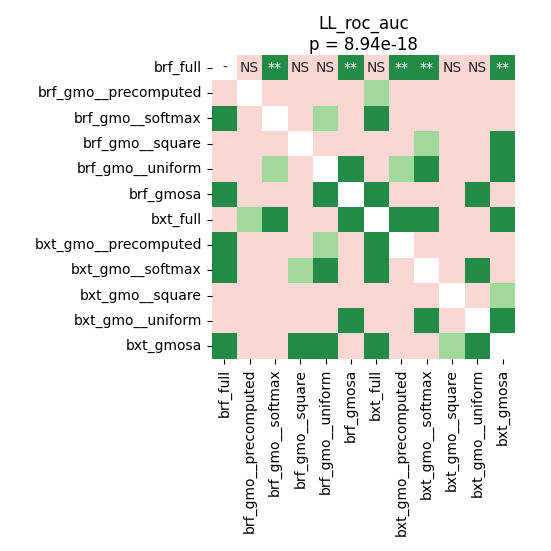 LL_roc_auc
p = 8.94e-18
brf_full - NS ** NS NS ** NS ** ** NS NS **
brf_gmo__precomputed
brf_gmo__softmax
brf_gmo__square
brf_gmo__uniform
brf_gmosa
bxt_full
bxt_gmo__precomputed
bxt_gmo__softmax
bxt_gmo__square
bxt_gmo__uniform
bxt_gmosa
brf_full
brf_gmo__precomputed
brf_gmo__softmax
brf_gmo__square
brf_gmo__uniform
brf_gmosa
bxt_full
bxt_gmo__precomputed
bxt_gmo__softmax
bxt_gmo__square
bxt_gmo__uniform
bxt_gmosa